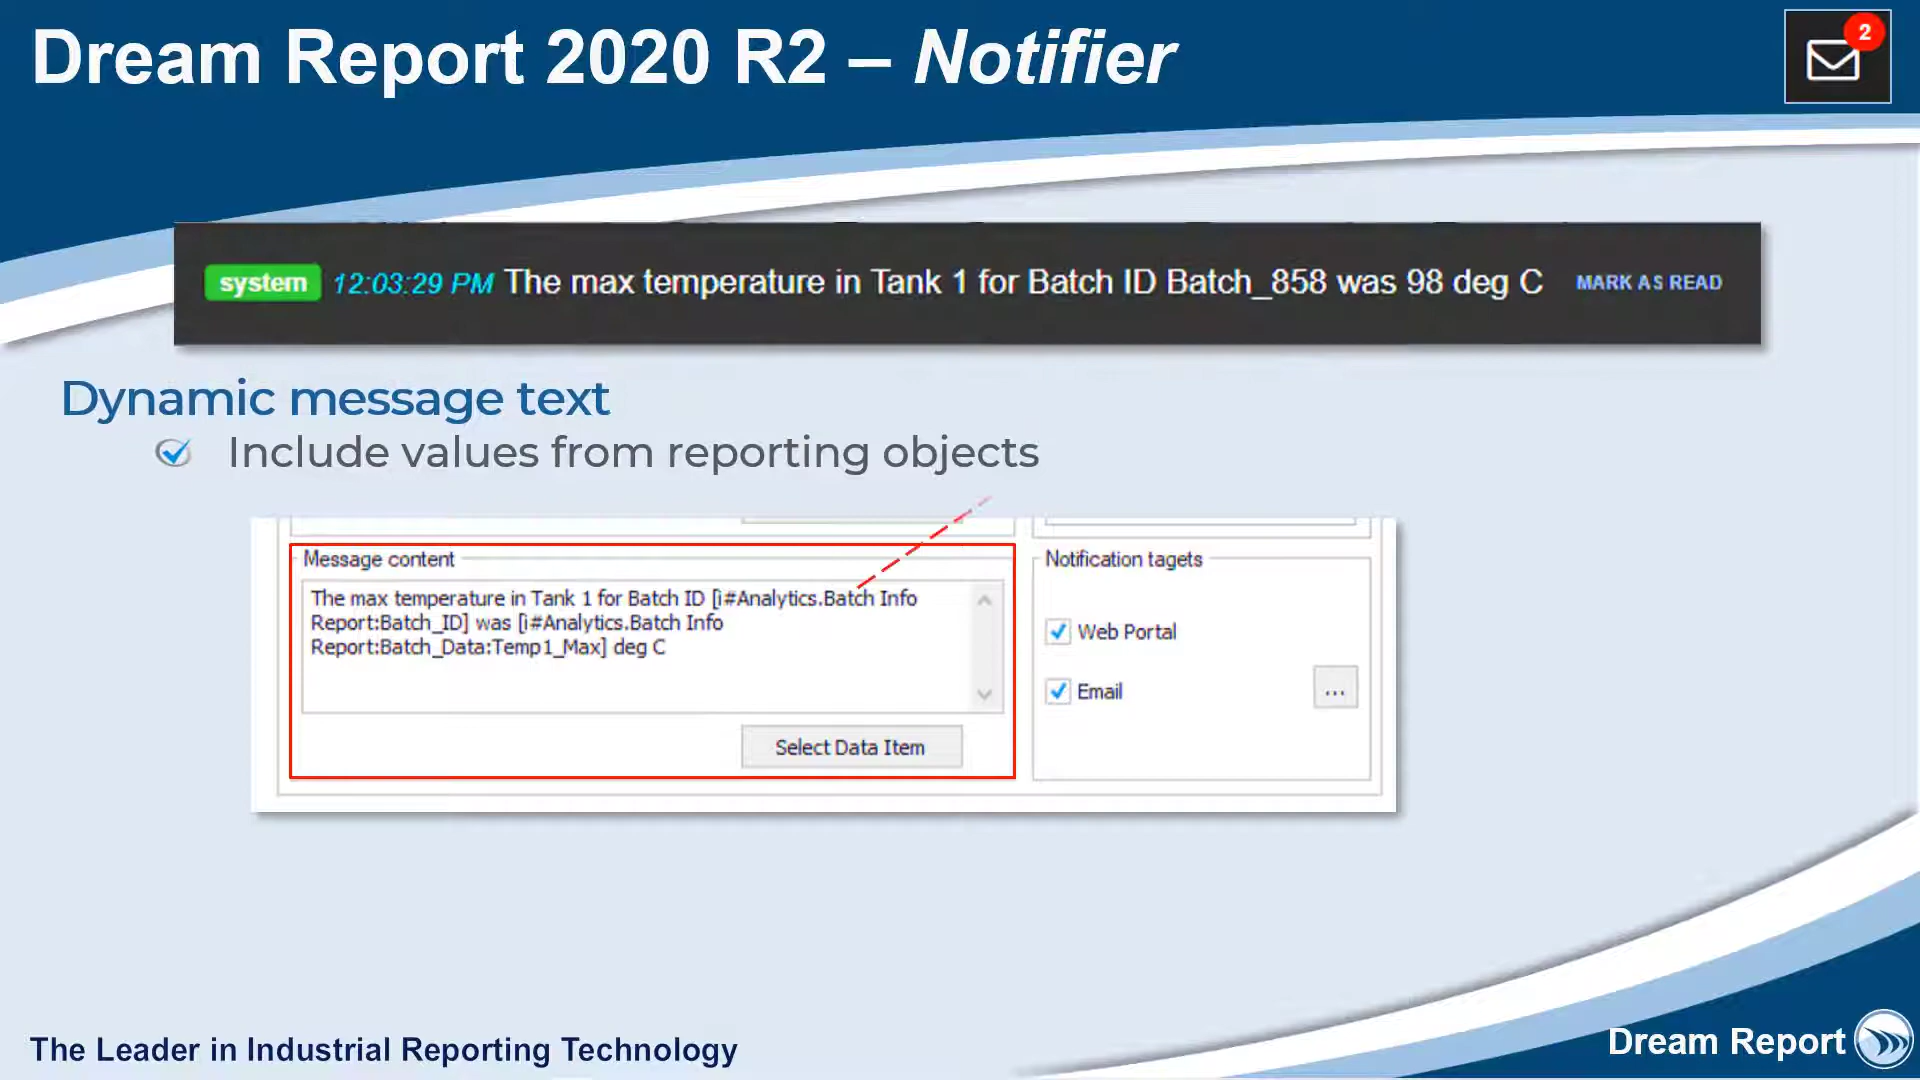 Dream Report 2020 R2 – Notifier
2
system 12:03:29 PM The max temperature in Tank 1 for Batch ID Batch_858 was 98 deg C MARK AS READ
Dynamic message text
Include values from reporting objects
Message content
The max temperature in Tank 1 for Batch ID [i#Analytics.Batch Info
Report:Batch_ID] was [i#Analytics.Batch Info
Report:Batch_Data:Temp1_Max] deg C
Select Data Item
Notification tagets
Web Portal
Email
...
The Leader in Industrial Reporting Technology
Dream Report